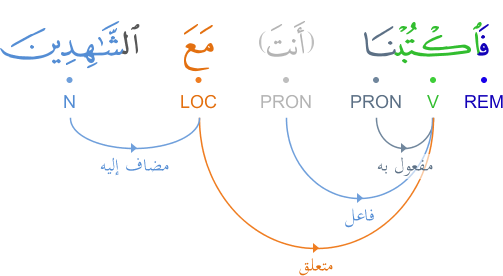 فَٱكْتُبْنَا (أَنتَ) مَعَ ٱلشَّـٰهِدِينَ
REM V PRON PRON LOC N
مفعول به مضاف إليه
فاعل
متعلق